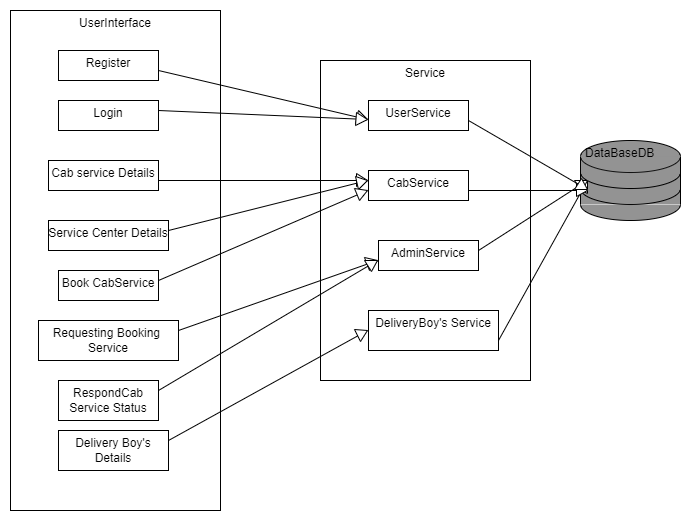 UserInterface
Register
Login
Cab service Details
Service Center Details
Book CabService
Requesting Booking
Service
RespondCab
Service Status
Delivery Boy's
Details
Service
UserService
CabService
AdminService
DeliveryBoy's Service
DataBaseDB